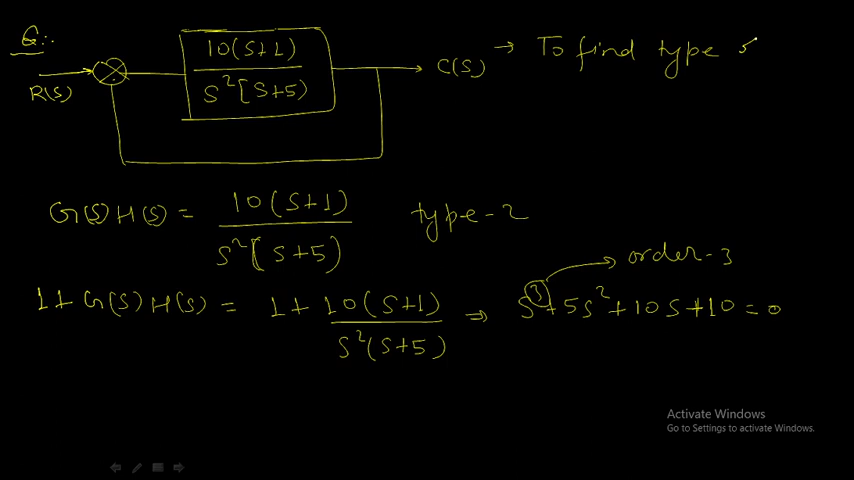 Q:-
10(S+1)
S²[S+5)
R(S)
C(S) → To find type &
G(S)H(S) = 10(S+1) / S²(S+5) type-2
order-3
1+G(S)H(S) = 1+ 10(S+1) / S²(S+5) ⇒ S³+5S²+10S+10=0
Activate Windows
Go to Settings to activate Windows.